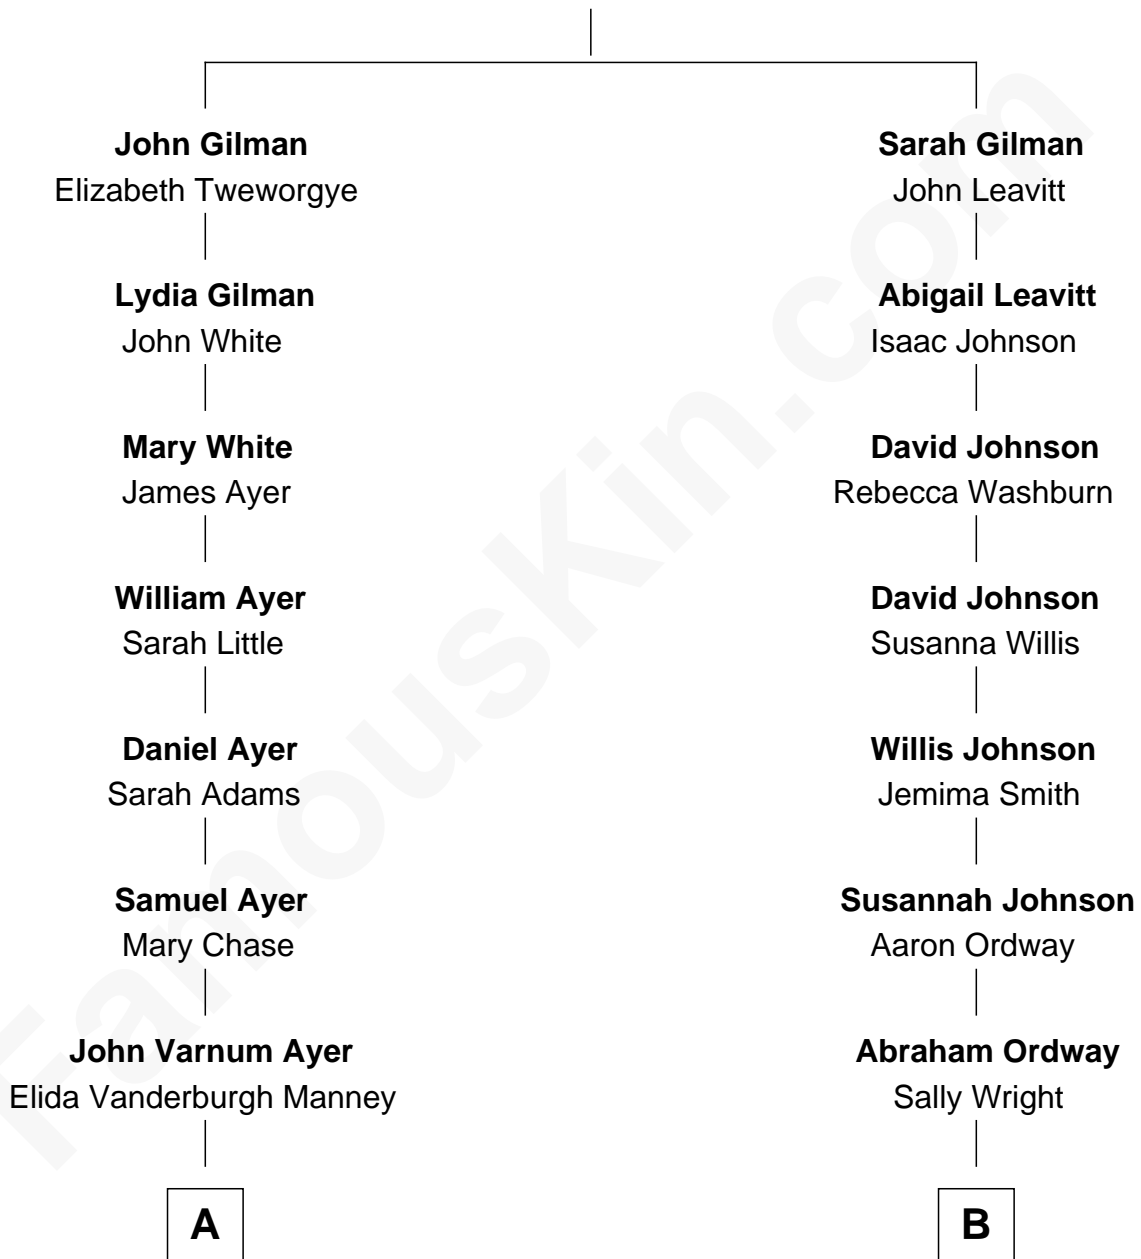 John Gilman
Elizabeth Tweworgye
Sarah Gilman
John Leavitt
Lydia Gilman
John White
Abigail Leavitt
Isaac Johnson
Mary White
James Ayer
David Johnson
Rebecca Washburn
William Ayer
Sarah Little
David Johnson
Susanna Willis
Daniel Ayer
Sarah Adams
Willis Johnson
Jemima Smith
Samuel Ayer
Mary Chase
Susannah Johnson
Aaron Ordway
John Varnum Ayer
Elida Vanderburgh Manney
Abraham Ordway
Sally Wright
A
B
FamousKin.com